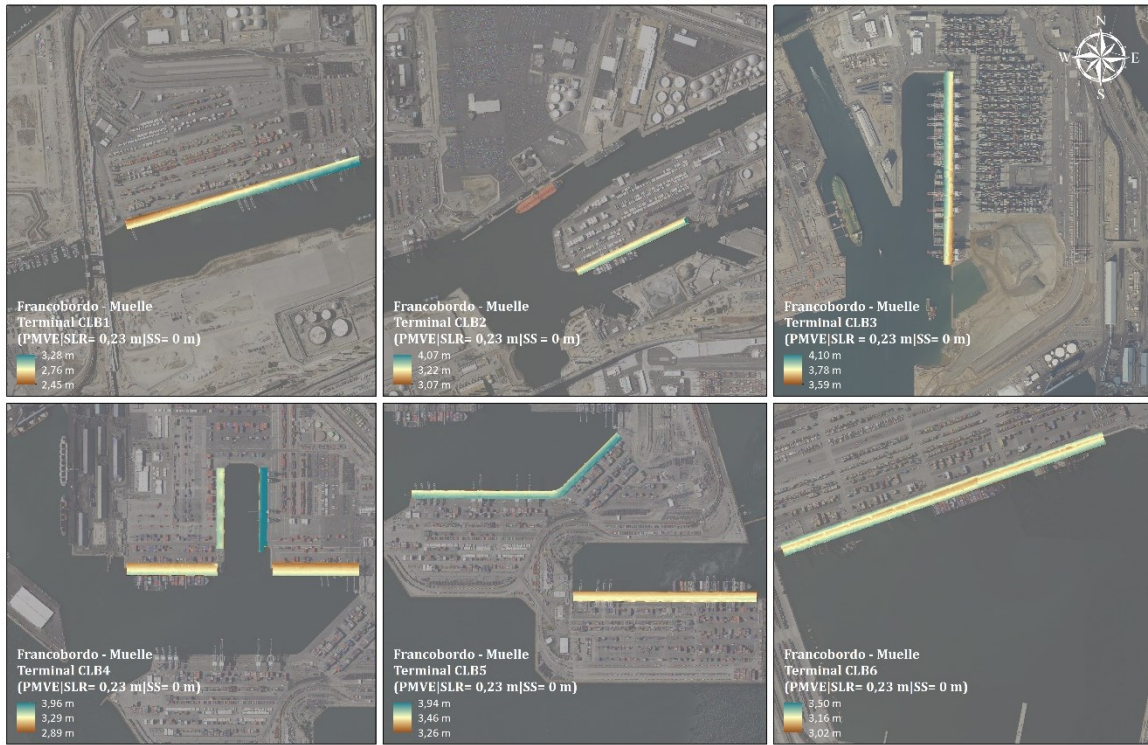 N
W E
S
Francobordo - Muelle
Terminal CLB1
(PMVE|SLR= 0,23 m|SS= 0 m)
3,28 m
2,76 m
2,45 m
Francobordo - Muelle
Terminal CLB2
(PMVE|SLR= 0,23 m|SS= 0 m)
4,07 m
3,22 m
3,07 m
Francobordo - Muelle
Terminal CLB3
(PMVE|SLR = 0,23 m|SS= 0 m)
4,10 m
3,78 m
3,59 m
Francobordo - Muelle
Terminal CLB4
(PMVE|SLR= 0,23 m|SS= 0 m)
3,96 m
3,29 m
2,89 m
Francobordo - Muelle
Terminal CLB5
(PMVE|SLR= 0,23 m|SS= 0 m)
3,94 m
3,46 m
3,26 m
Francobordo - Muelle
Terminal CLB6
(PMVE|SLR= 0,23 m|SS= 0 m)
3,50 m
3,16 m
3,02 m